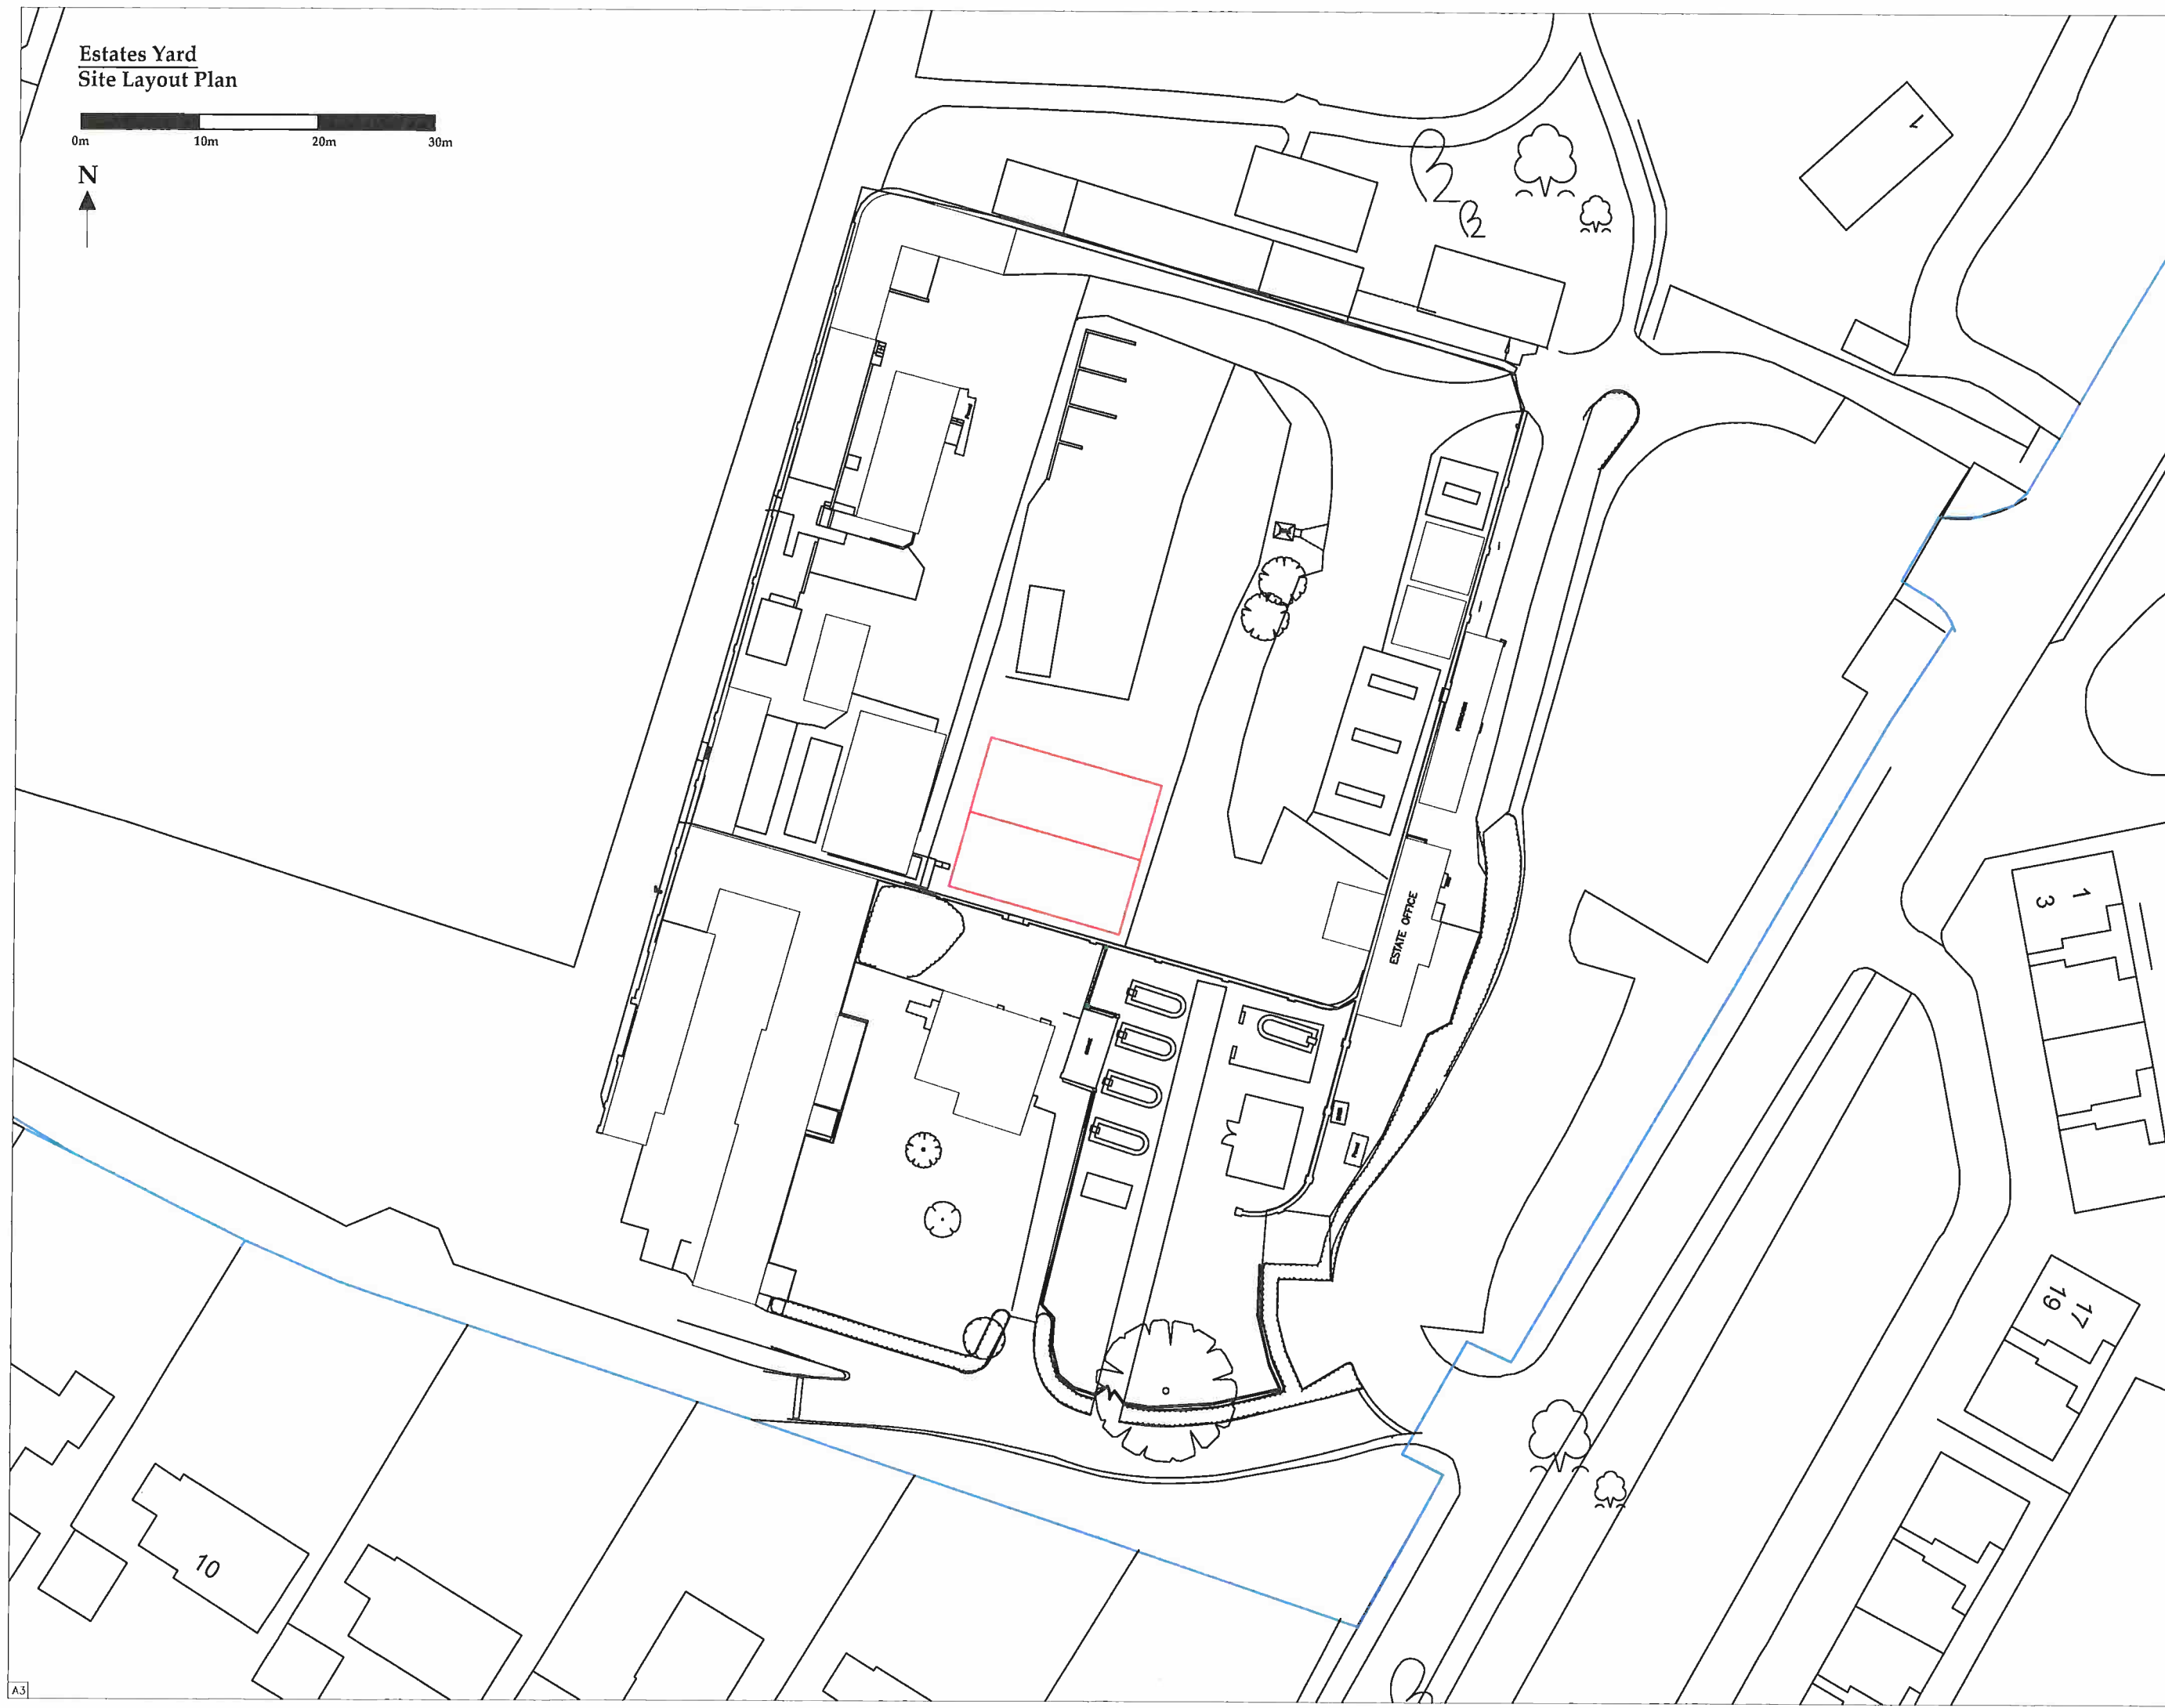 Estates Yard
Site Layout Plan
0m 10m 20m 30m
N
1
ESTATE OFFICE
1
3
17
19
10
A3